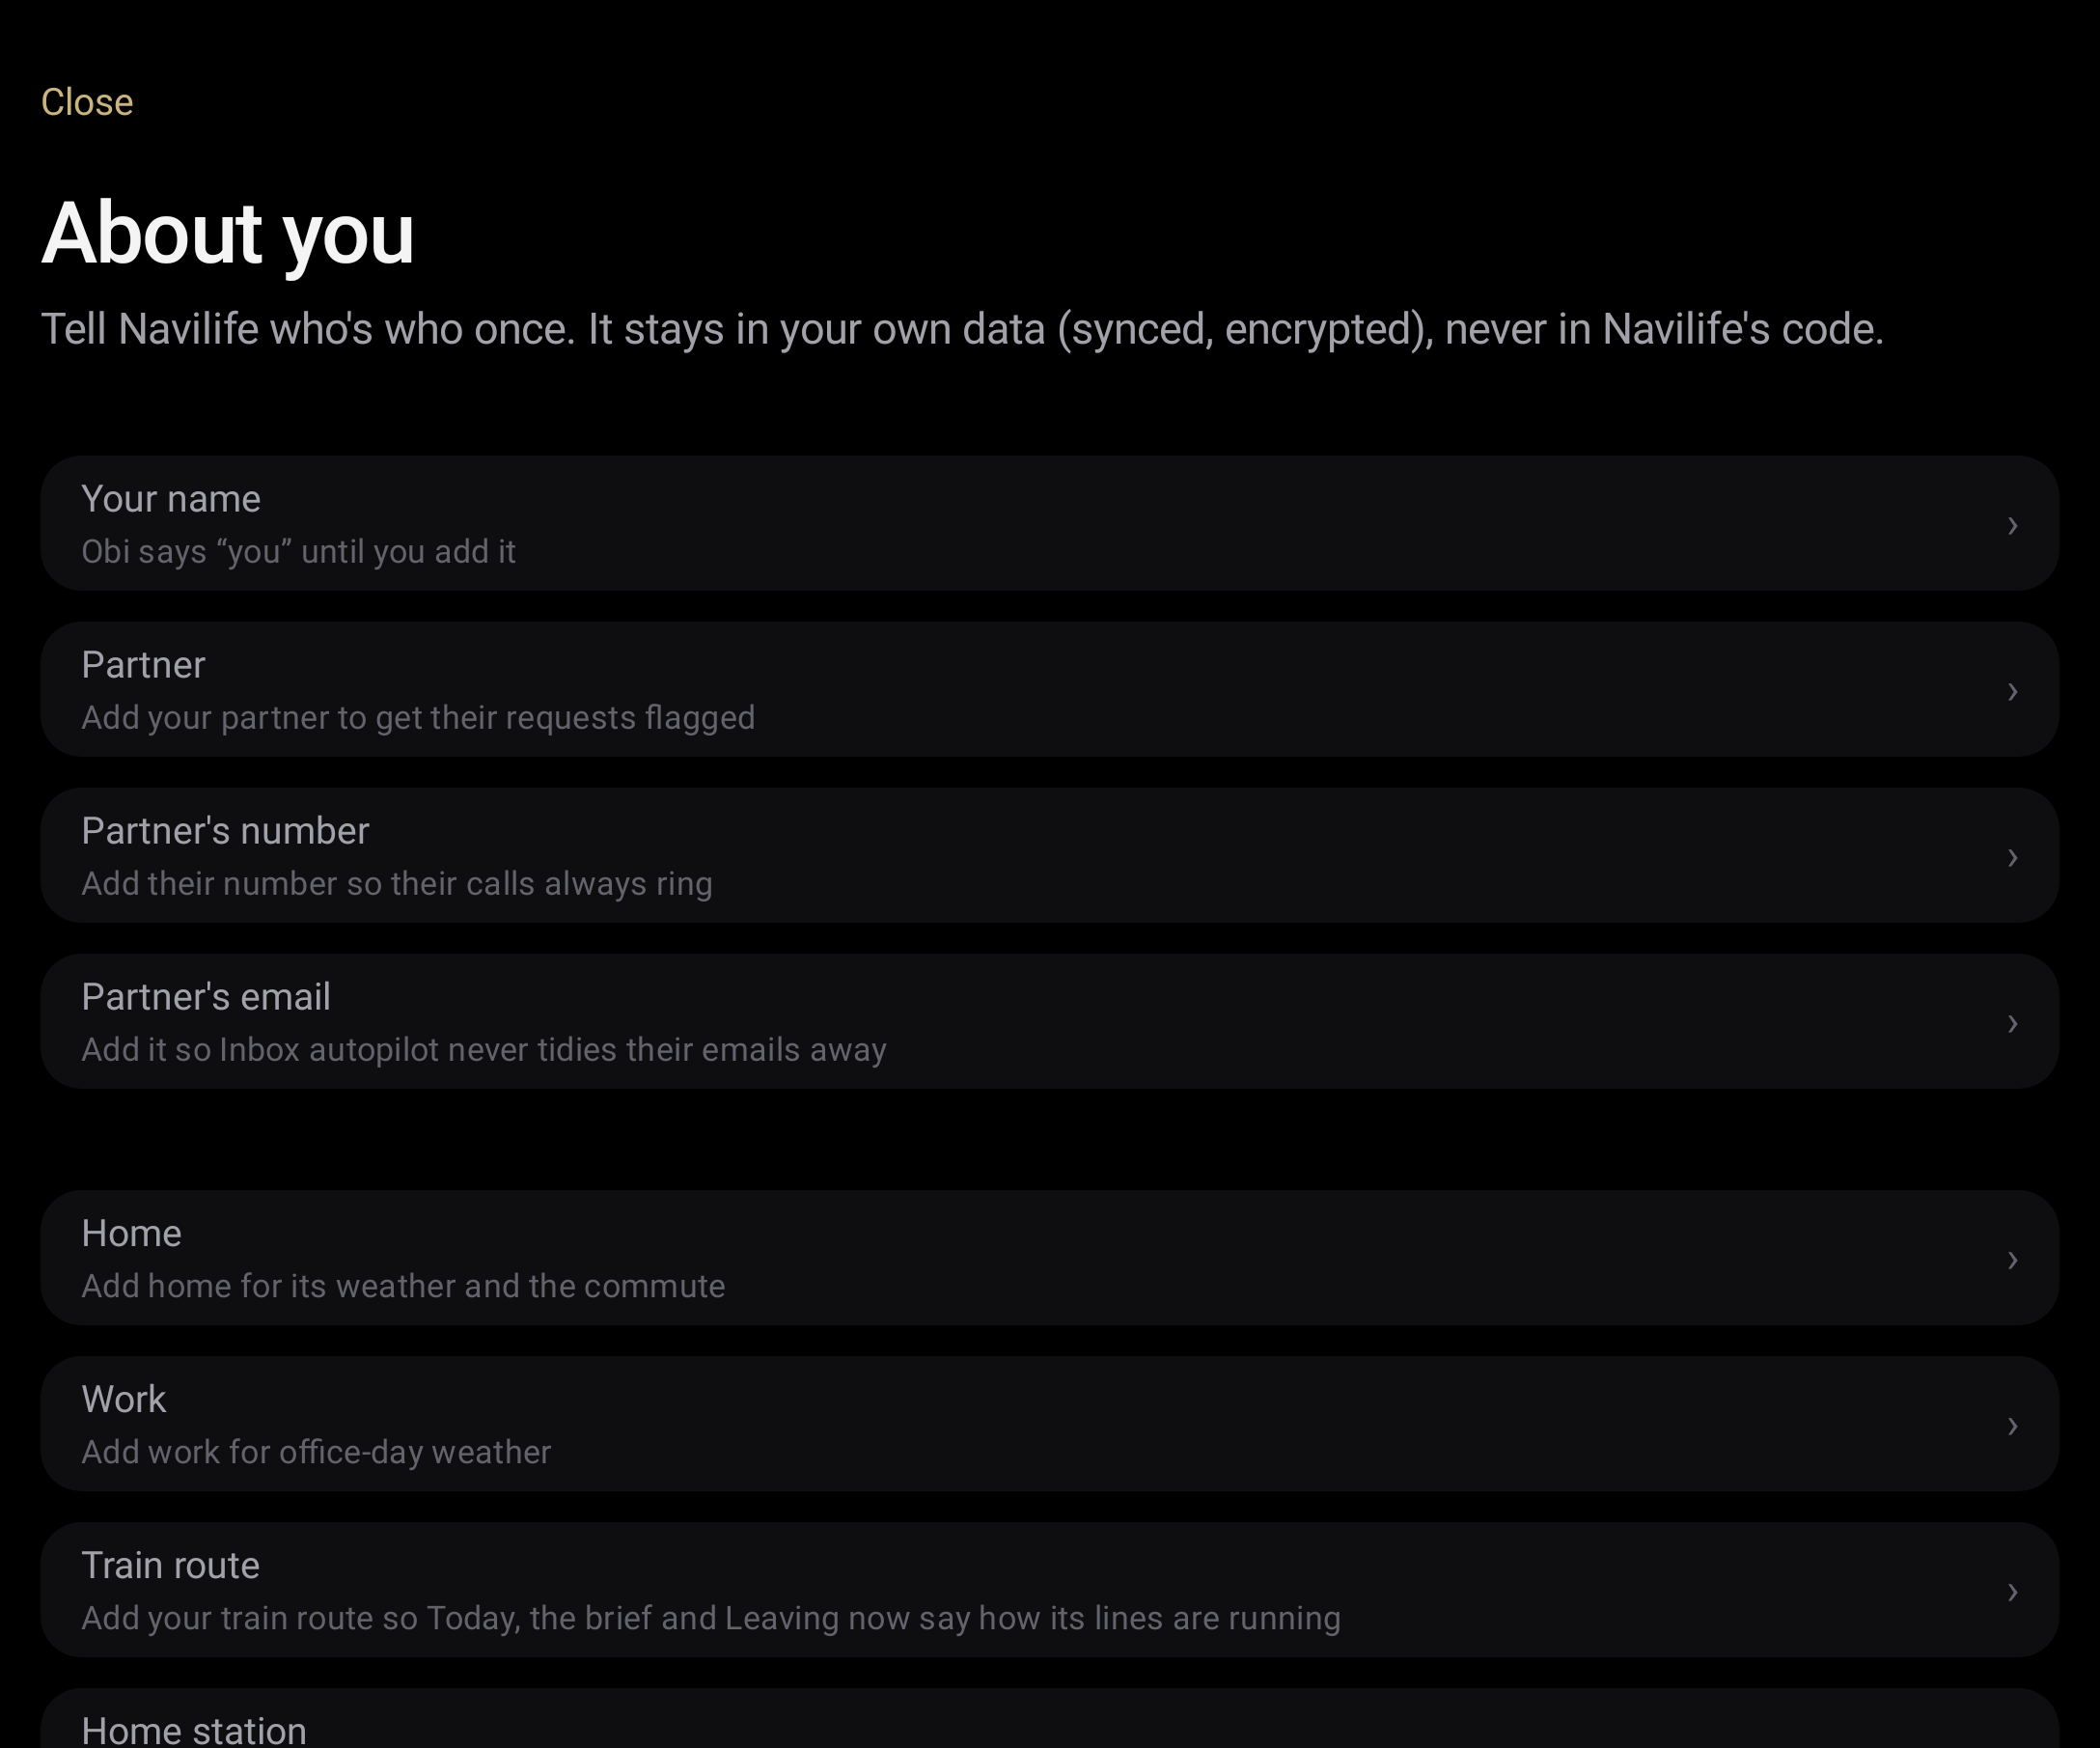 Close
About you
Tell Navilife who's who once. It stays in your own data (synced, encrypted), never in Navilife's code.
Your name
Obi says “you” until you add it
Partner
Add your partner to get their requests flagged
Partner's number
Add their number so their calls always ring
Partner's email
Add it so Inbox autopilot never tidies their emails away
Home
Add home for its weather and the commute
Work
Add work for office-day weather
Train route
Add your train route so Today, the brief and Leaving now say how its lines are running
Home station